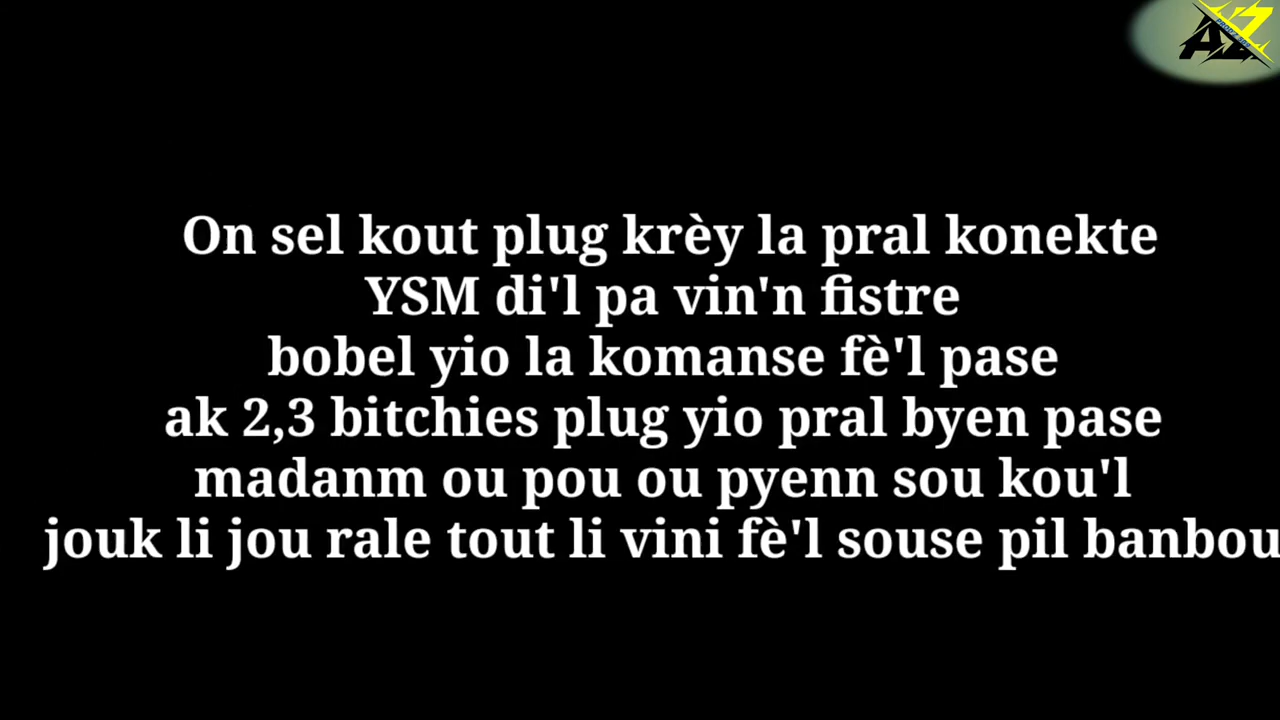 AZ
On sel kout plug krèy la pral konekte
YSM di'l pa vin'n fistre
bobel yio la komanse fè'l pase
ak 2,3 bitchies plug yio pral byen pase
madanm ou pou ou pyenn sou kou'l
jouk li jou rale tout li vini fè'l souse pil banbou